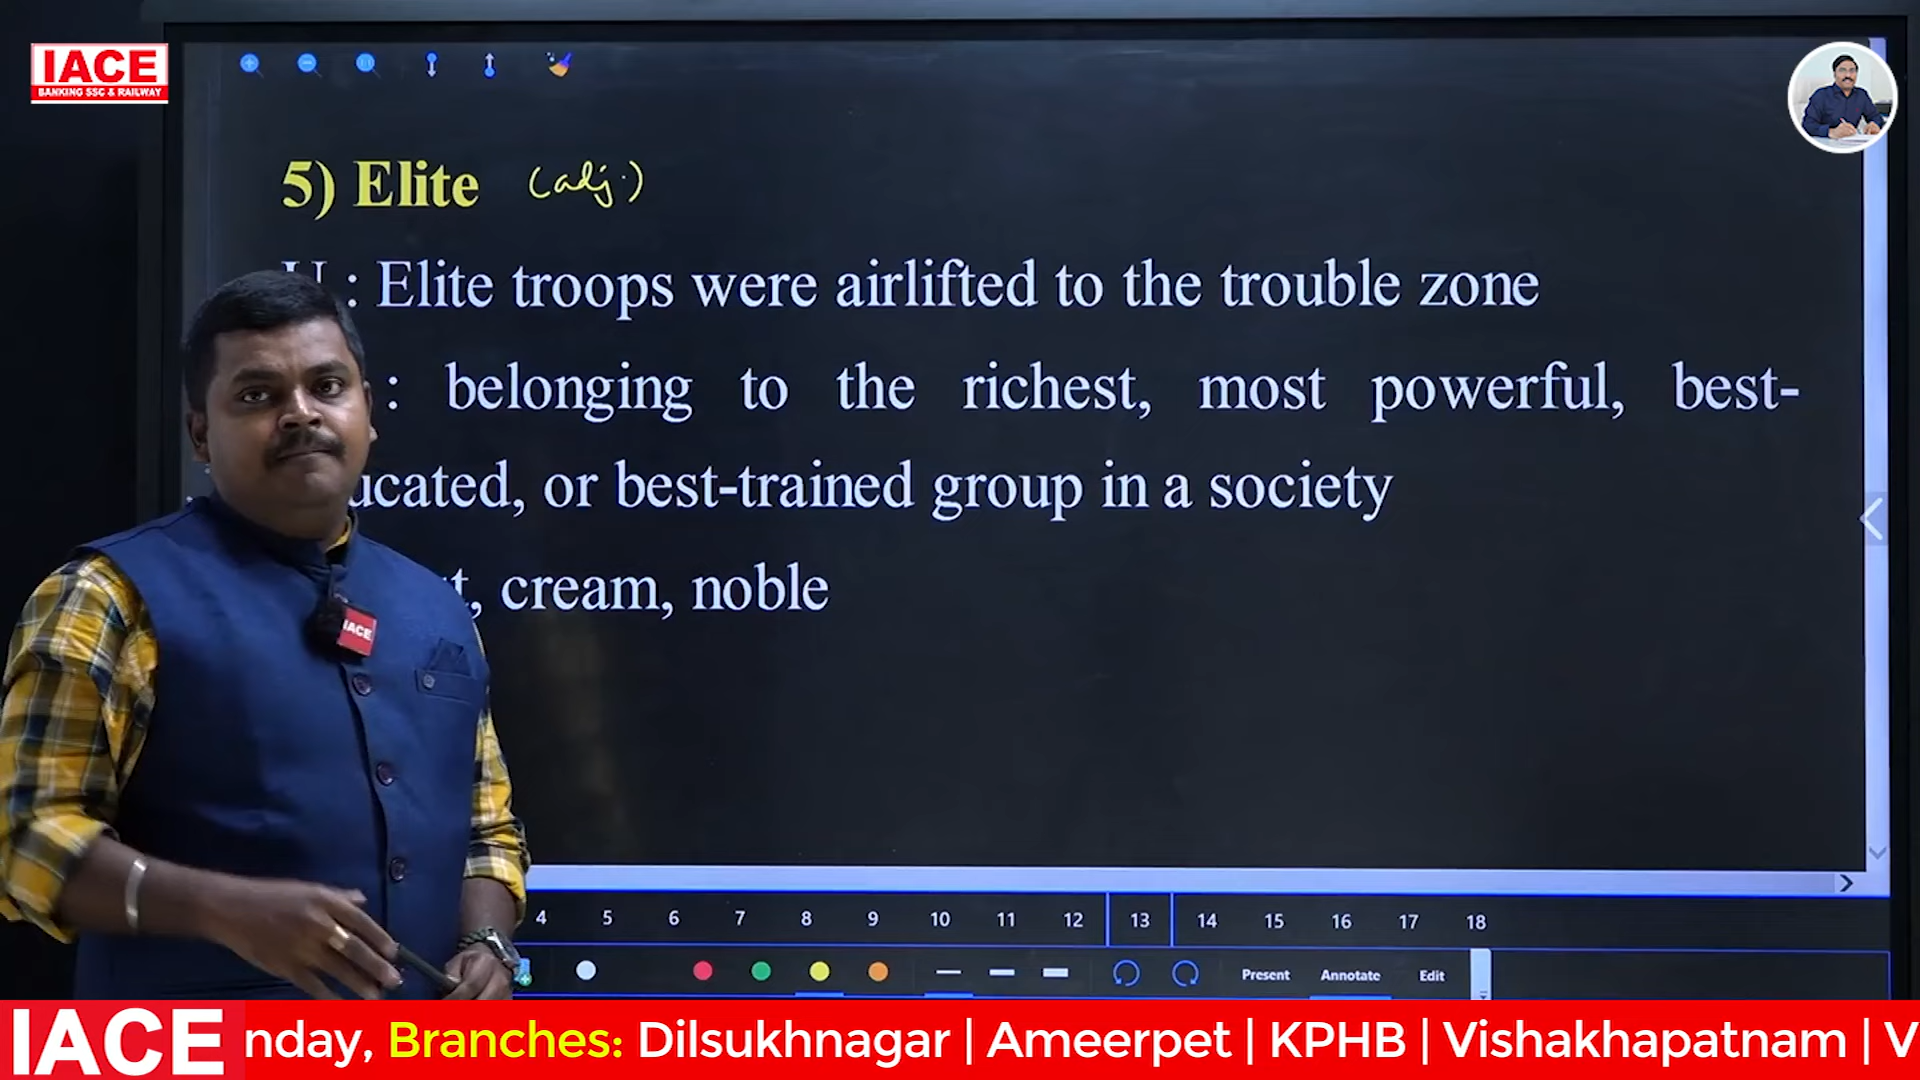 IACE
BANKING SSC & RAILWAY
5) Elite (adj.)
: Elite troops were airlifted to the trouble zone
: belonging to the richest, most powerful, best-
ucated, or best-trained group in a society
t, cream, noble
IACE
4 5 6 7 8 9 10 11 12 13 14 15 16 17 18
Present Annotate Edit
IACE nday, Branches: Dilsukhnagar | Ameerpet | KPHB | Vishakhapatnam | V